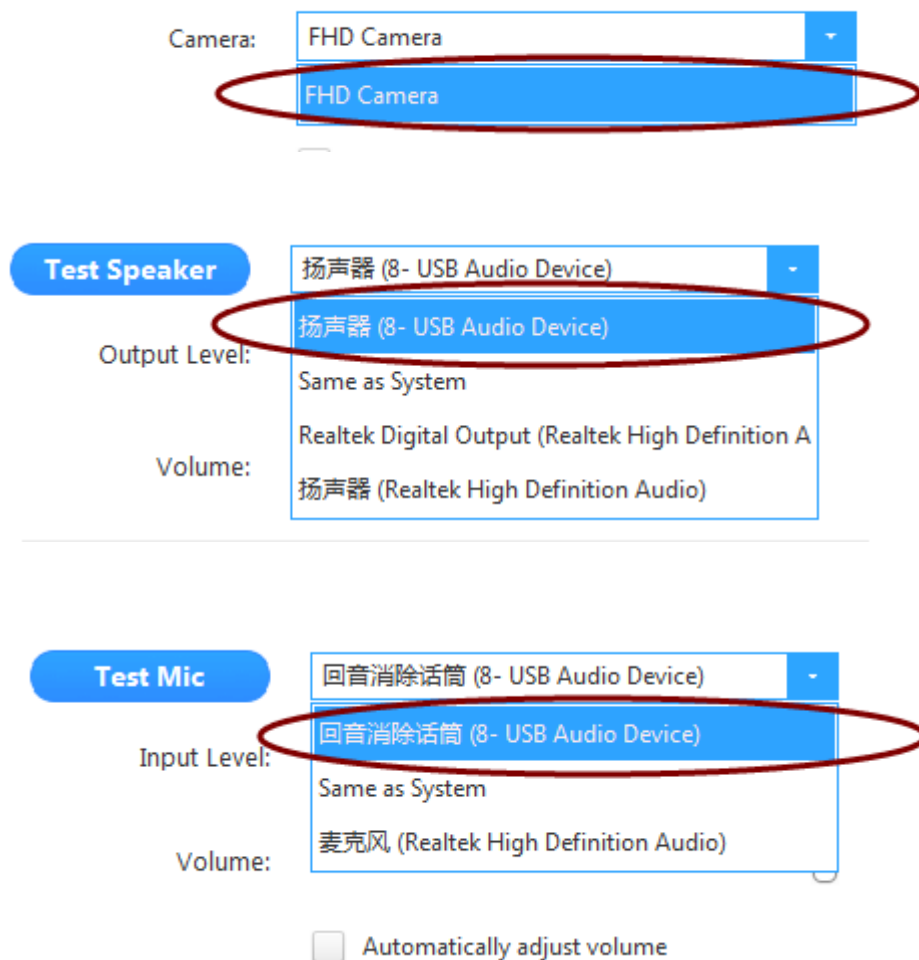 Camera: FHD Camera
FHD Camera
Test Speaker 扬声器 (8- USB Audio Device)
扬声器 (8- USB Audio Device)
Output Level:
Same as System
Realtek Digital Output (Realtek High Definition A
Volume:
扬声器 (Realtek High Definition Audio)
Test Mic 回音消除话筒 (8- USB Audio Device)
回音消除话筒 (8- USB Audio Device)
Input Level:
Same as System
麦克风 (Realtek High Definition Audio)
Volume:
Automatically adjust volume